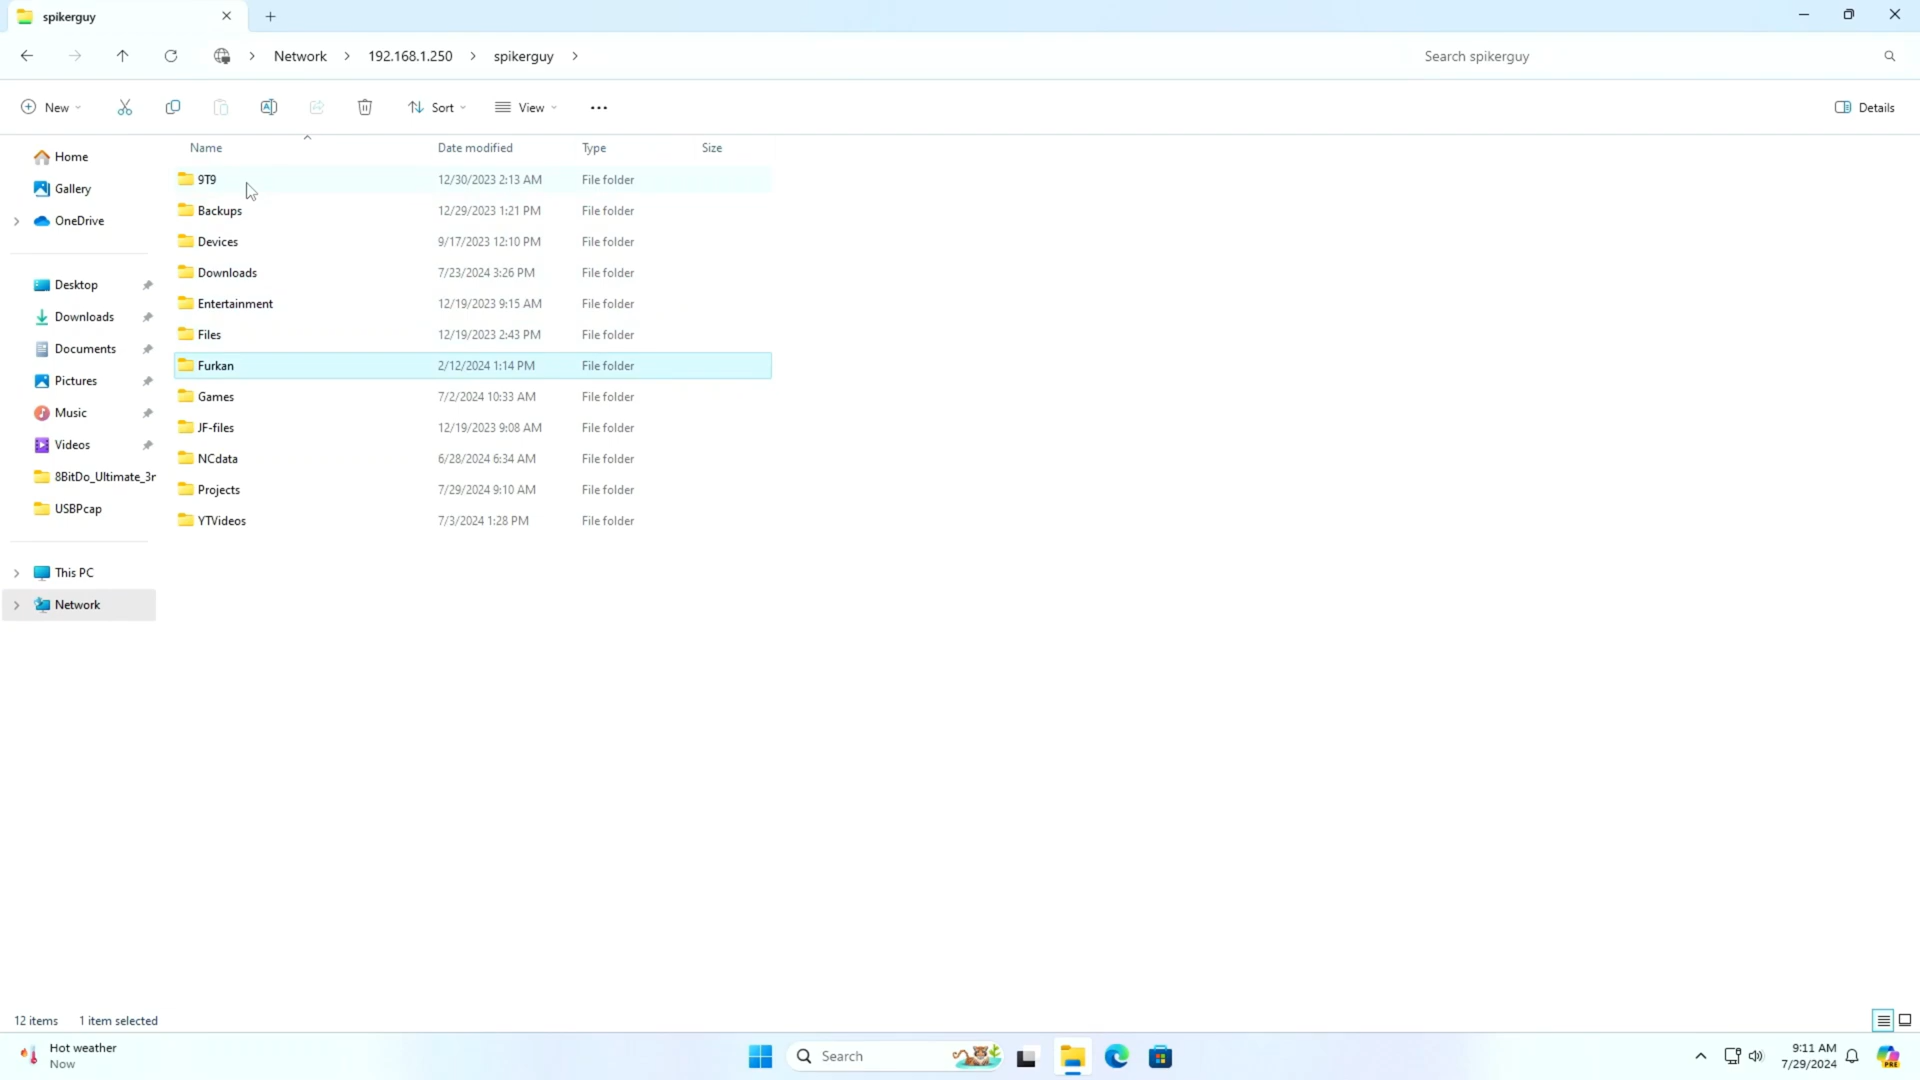 spikerguy
Network > 192.168.1.250 > spikerguy >
Search spikerguy
New
Sort
View
Details
Name Date modified Type Size
Home
Gallery
OneDrive
Desktop
Downloads
Documents
Pictures
Music
Videos
8BitDo_Ultimate_3r
USBPcap
This PC
Network
9T9 12/30/2023 2:13 AM File folder
Backups 12/29/2023 1:21 PM File folder
Devices 9/17/2023 12:10 PM File folder
Downloads 7/23/2024 3:26 PM File folder
Entertainment 12/19/2023 9:15 AM File folder
Files 12/19/2023 2:43 PM File folder
Furkan 2/12/2024 1:14 PM File folder
Games 7/2/2024 10:33 AM File folder
JF-files 12/19/2023 9:08 AM File folder
NCdata 6/28/2024 6:34 AM File folder
Projects 7/29/2024 9:10 AM File folder
YTVideos 7/3/2024 1:28 PM File folder
12 items 1 item selected
Hot weather
Now
Search
9:11 AM
7/29/2024
PRE